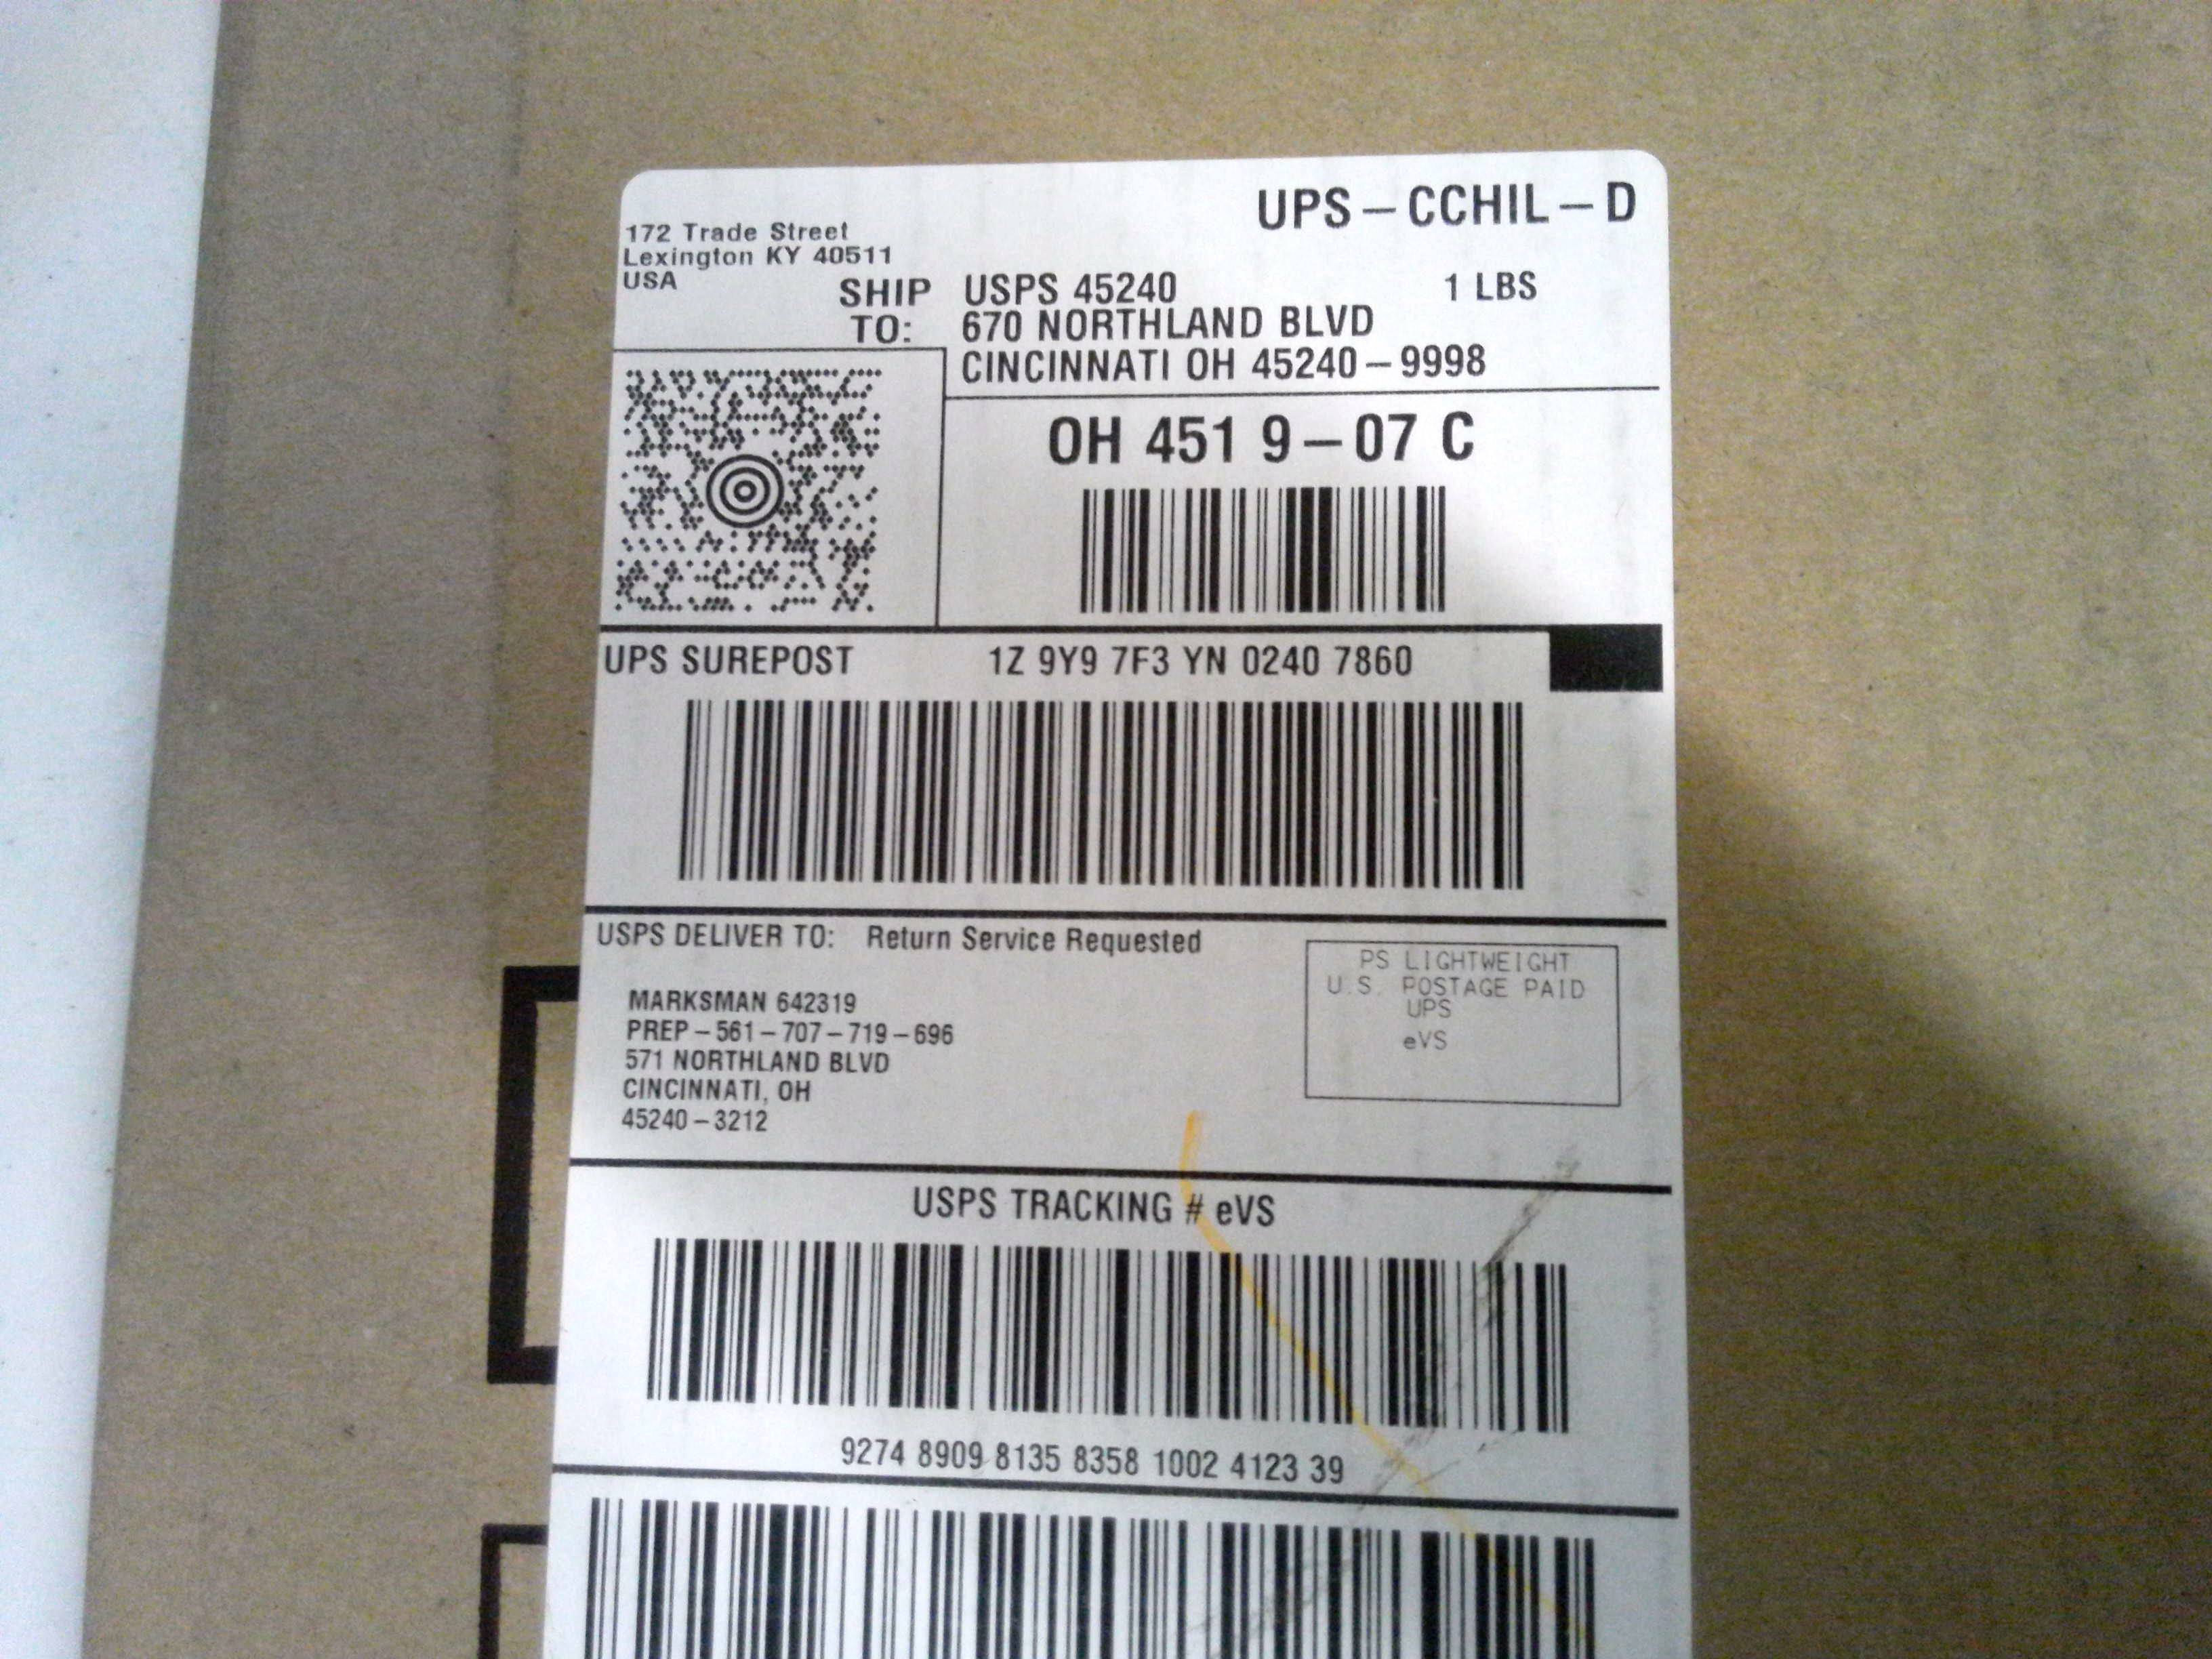 UPS – CCHIL – D
172 Trade Street
Lexington KY 40511
USA
SHIP TO:
USPS 45240
1 LBS
670 NORTHLAND BLVD
CINCINNATI OH 45240 – 9998
OH 451 9 – 07 C
UPS SUREPOST 1Z 9Y9 7F3 YN 0240 7860
USPS DELIVER TO: Return Service Requested
PS LIGHTWEIGHT
U.S. POSTAGE PAID
UPS
eVS
MARKSMAN 642319
PREP – 561 – 707 – 719 – 696
571 NORTHLAND BLVD
CINCINNATI, OH
45240 – 3212
USPS TRACKING # eVS
9274 8909 8135 8358 1002 4123 39